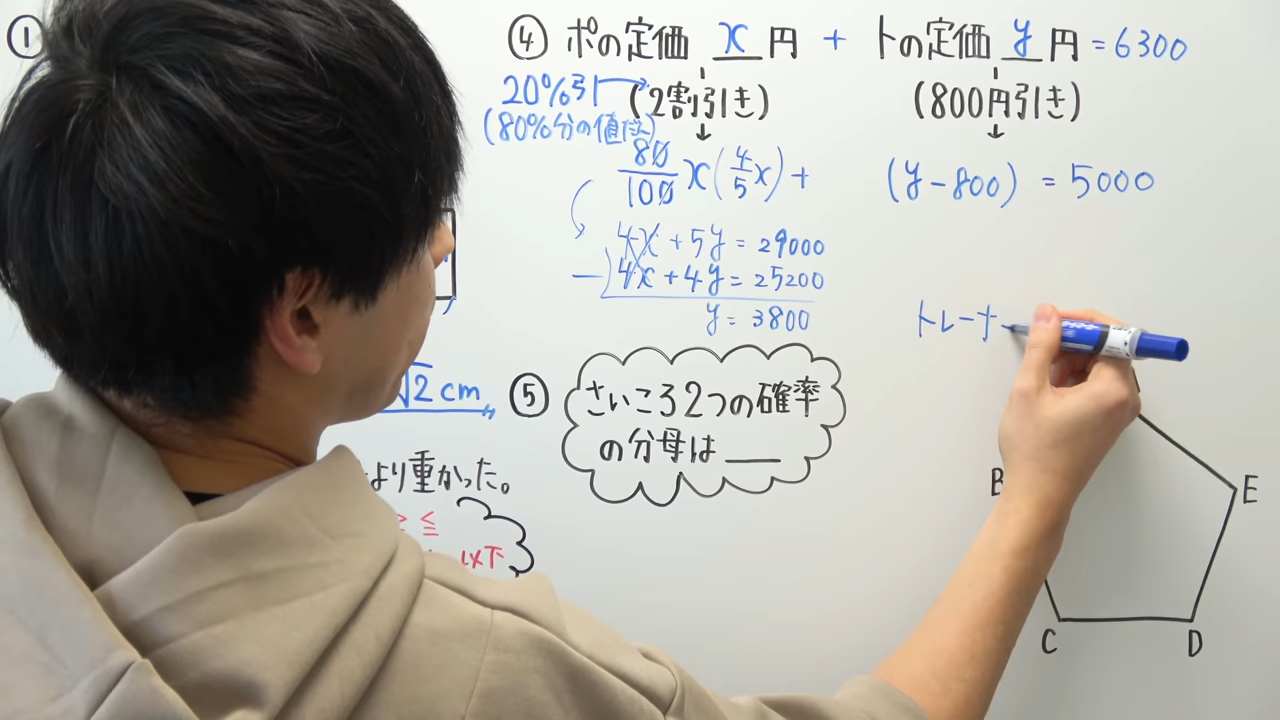 ①
④ ポの定価 x 円 + トの定価 y 円 = 6300
20%引 (2割引き) (800円引き)
(80%分の値だん)
80/100 x (4/5 x) + (y - 800) = 5000
4x + 5y = 29000
-) 4x + 4y = 25200
y = 3800
トレーナ
√2 cm
⑤ さいころ2つの確率
の分母は
より重かった。
≧ ≦
以下
B
E
C
D